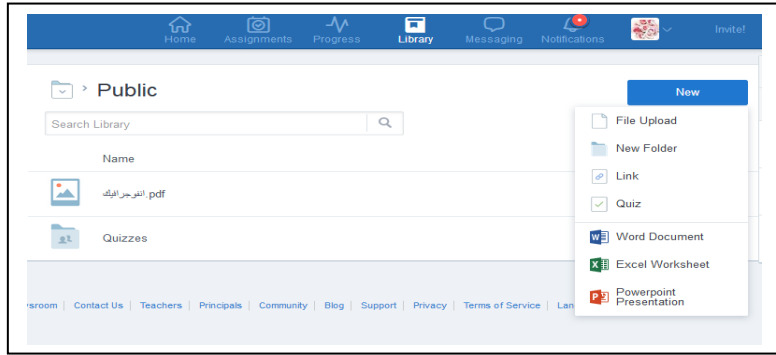 Home Assignments Progress Library Messaging Notifications Invite!
Public
New
Search Library
File Upload
New Folder
Link
Quiz
Word Document
Excel Worksheet
Powerpoint
Presentation
Name
انفوجرافيك.pdf
Quizzes
sroom | Contact Us | Teachers | Principals | Community | Blog | Support | Privacy | Terms of Service | Lan